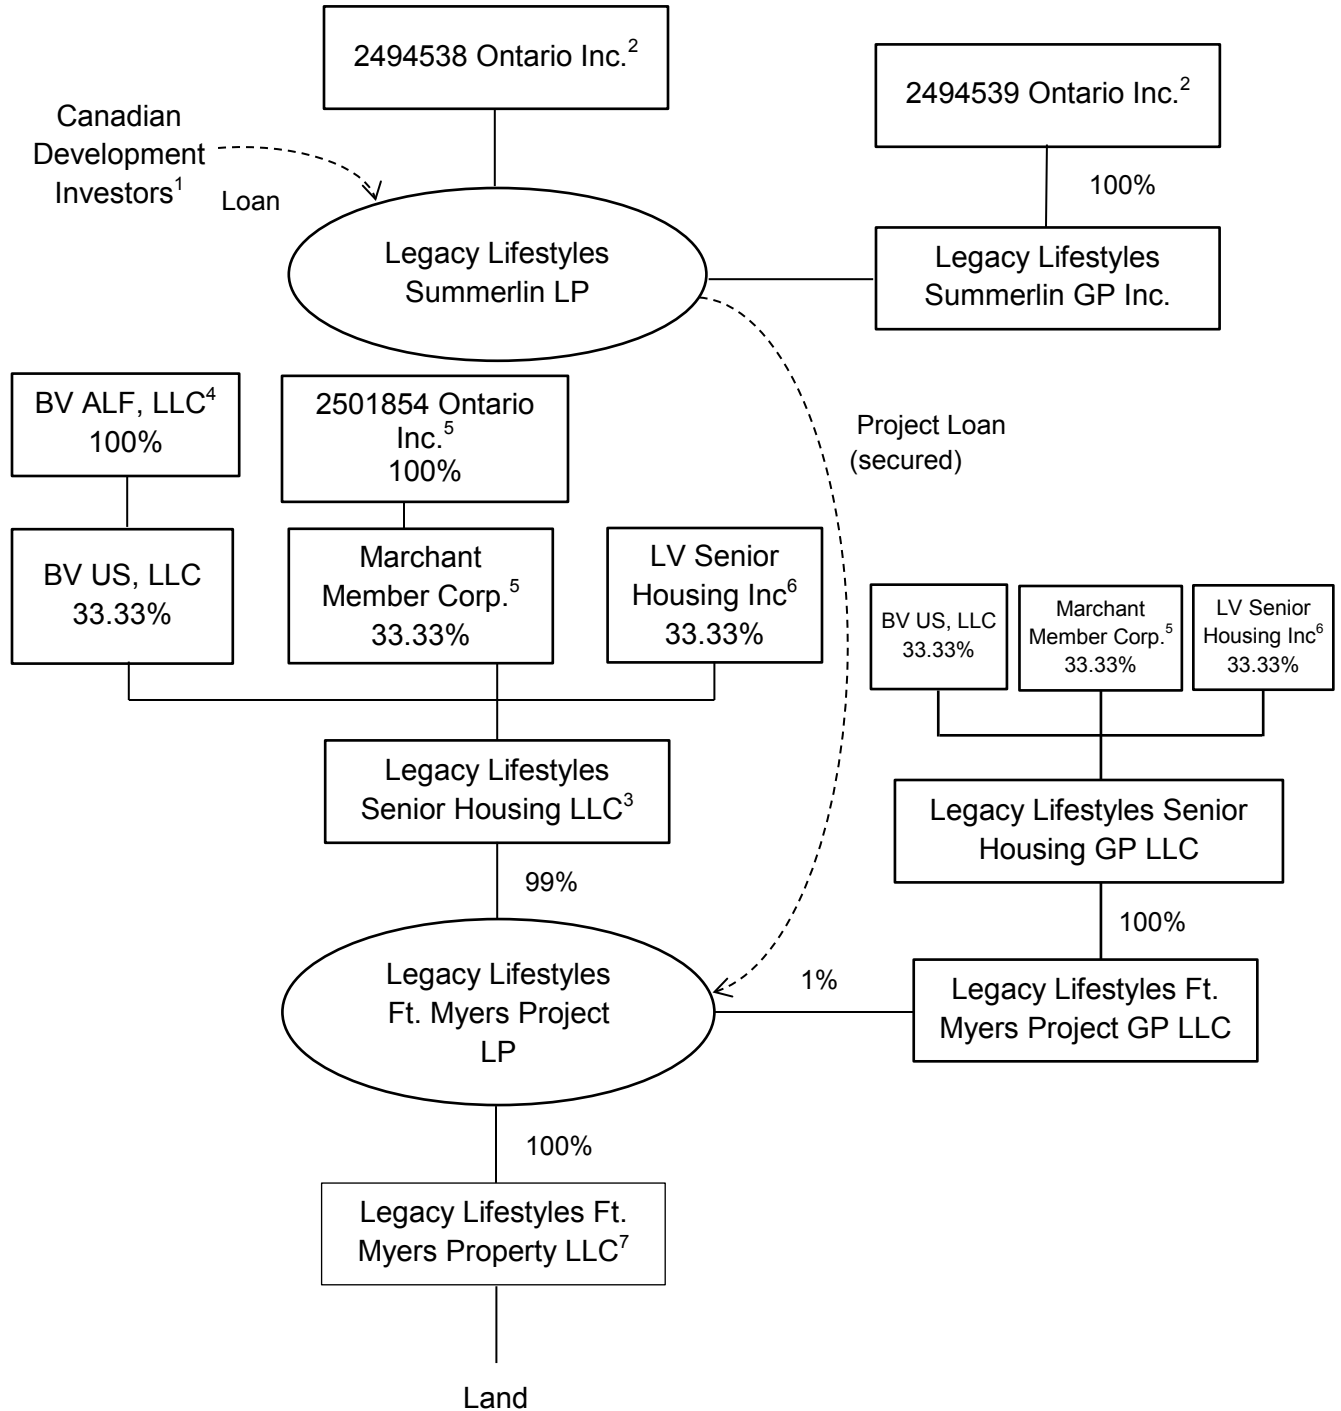 2494538 Ontario Inc.2
2494539 Ontario Inc.2
Canadian
Development
Investors1
Loan
100%
Legacy Lifestyles
Summerlin LP
Legacy Lifestyles
Summerlin GP Inc.
BV ALF, LLC4
100%
2501854 Ontario
Inc.5
100%
Project Loan
(secured)
BV US, LLC
33.33%
Marchant
Member Corp.5
33.33%
LV Senior
Housing Inc6
33.33%
BV US, LLC
33.33%
Marchant
Member Corp.5
33.33%
LV Senior
Housing Inc6
33.33%
Legacy Lifestyles
Senior Housing LLC3
Legacy Lifestyles Senior
Housing GP LLC
99%
100%
Legacy Lifestyles
Ft. Myers Project
LP
1%
Legacy Lifestyles Ft.
Myers Project GP LLC
100%
Legacy Lifestyles Ft.
Myers Property LLC7
Land